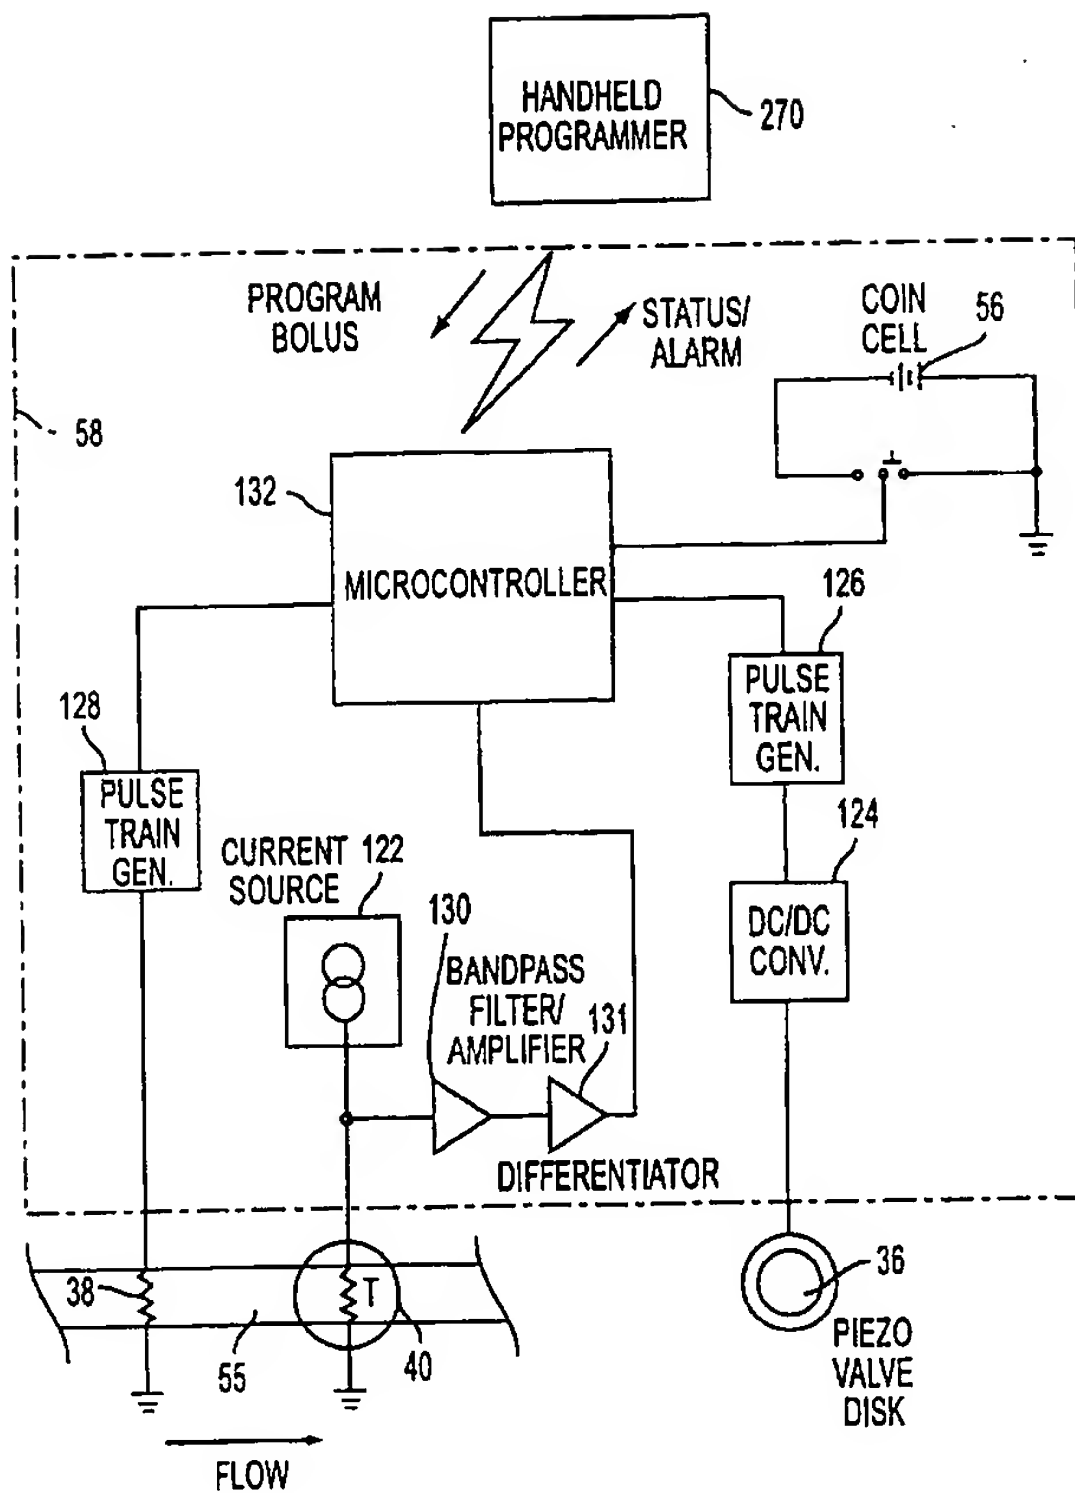 HANDHELD
PROGRAMMER
270
PROGRAM
BOLUS
STATUS/
ALARM
COIN
CELL
56
58
132
MICROCONTROLLER
126
PULSE
TRAIN
GEN.
128
PULSE
TRAIN
GEN.
124
DC/DC
CONV.
CURRENT 122
SOURCE
130
BANDPASS
FILTER/
AMPLIFIER
131
DIFFERENTIATOR
38
T
36
55
40
PIEZO
VALVE
DISK
FLOW